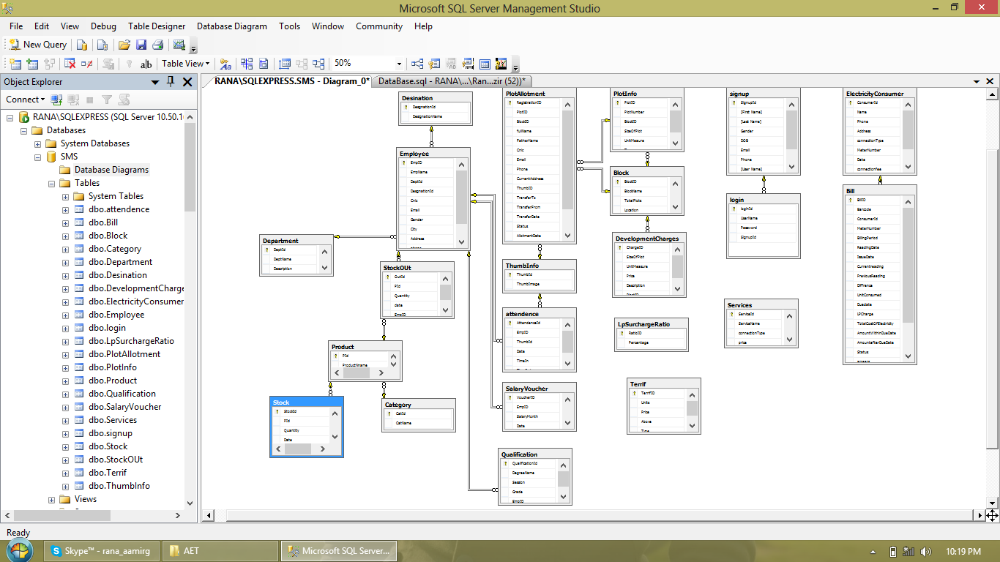 Microsoft SQL Server Management Studio
File Edit View Debug Table Designer Database Diagram Tools Window Community Help
New Query
Table View 50%
Object Explorer
RANA\SQLEXPRESS.SMS - Diagram_0* DataBase.sql - RANA\...\Ran...zir (52))*
Connect
RANA\SQLEXPRESS (SQL Server 10.50.16
Databases
System Databases
SMS
Database Diagrams
Tables
System Tables
dbo.attendence
dbo.Bill
dbo.Block
dbo.Category
dbo.Department
dbo.Desination
dbo.DevelopmentCharge
dbo.ElectricityConsumer
dbo.Employee
dbo.login
dbo.LpSurchargeRatio
dbo.PlotAllotment
dbo.PlotInfo
dbo.Product
dbo.Qualification
dbo.SalaryVoucher
dbo.Services
dbo.signup
dbo.Stock
dbo.StockOUt
dbo.Terrif
dbo.ThumbInfo
Views
Desination
DesgnationId
DesgnationName
Employee
EmpID
EmpName
DeptId
DesgnationId
Cnic
Email
Gender
City
Address
Department
DeptId
DeptName
Description
StockOUt
OutId
PId
Quantity
date
EmpID
Product
PId
ProductNname
Stock
StockId
PId
Quantity
Date
Category
CatId
CatName
PlotAllotment
RegistrationID
PlotID
BlockID
fullName
FatherName
Cnic
Email
Phone
CurrentAddress
ThumbID
TransferTo
TransferFrom
TransferDate
Status
AllotmentDate
ThumbInfo
ThumbId
ThumbImage
attendence
AttendenceId
EmpID
ThumbId
Date
TimeIn
SalaryVoucher
VoucherID
EmpID
SalaryMonth
Date
Qualification
QualificationId
DegreeName
Session
Grade
EmpID
PlotInfo
PlotID
PlotNumber
BlockID
SizeOfPlot
UnitMeasure
Block
BlockID
BlockName
TotalPlots
Location
DevelopmentCharges
ChargeID
SizeOfPlot
UnitMeasure
Price
Description
BlockID
LpSurchargeRatio
RatioID
Percentage
Terrif
TerrifID
Units
Price
Above
Time
signup
SignupId
[First Name]
[Last Name]
Gender
DOB
Email
Phone
[User Name]
login
loginId
UserName
Password
SignupId
Services
ServiceId
ServiceName
connectionType
price
ElectricityConsumer
ConsumerId
Name
Phone
Address
connectionType
MeterNumber
Date
connectionfee
Bill
BillID
Barcode
ConsumerId
MeterNumber
BillingPeriod
ReadingDate
IssueDate
Currentreading
PreviousReading
Diffrence
UnitConsumed
Duedate
LPCharge
TotalCostOfElectricity
AmountWithinDueDate
AmountafterDueDate
Status
arrears
Ready
Skype™ - rana_aamirg AET Microsoft SQL Server... 10:19 PM